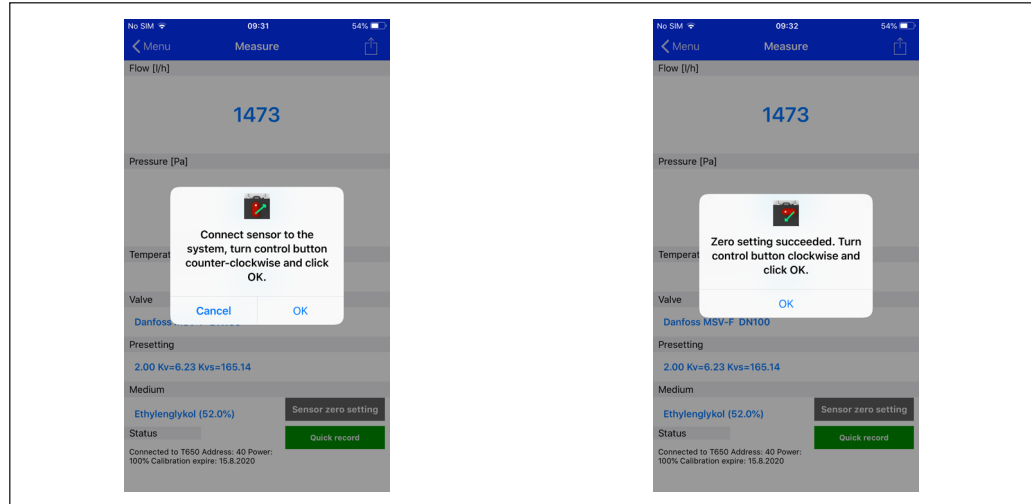 No SIM 09:31 54%
Menu Measure
Flow [l/h]
1473
Pressure [Pa]
Connect sensor to the
system, turn control button
counter-clockwise and click
OK.
Temperat
Cancel OK
Valve
Danfoss
Presetting
2.00 Kv=6.23 Kvs=165.14
Medium
Ethylenglykol (52.0%)
Sensor zero setting
Status
Quick record
Connected to T650 Address: 40 Power:
100% Calibration expire: 15.8.2020
No SIM 09:32 54%
Menu Measure
Flow [l/h]
1473
Pressure [Pa]
Zero setting succeeded. Turn
control button clockwise and
click OK.
Temperat
OK
Valve
Danfoss MSV-F DN100
Presetting
2.00 Kv=6.23 Kvs=165.14
Medium
Ethylenglykol (52.0%)
Sensor zero setting
Status
Quick record
Connected to T650 Address: 40 Power:
100% Calibration expire: 15.8.2020